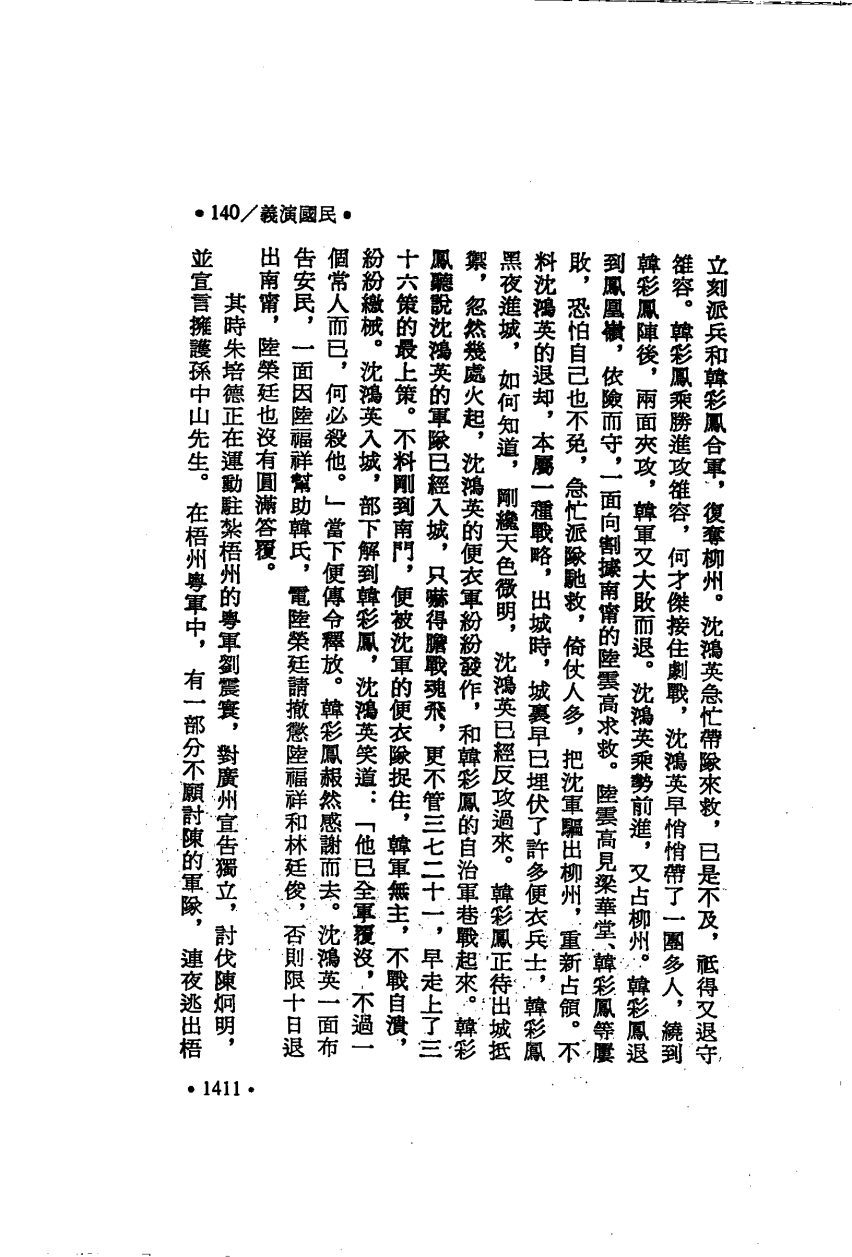 •140／義演國民•
立刻派兵和韓彩鳳合軍，復奪柳州。沈鴻英急忙帶隊來救，已是不及，祗得又退守
雒容。韓彩鳳乘勝進攻雒容，何才傑接住劇戰，沈鴻英早悄悄帶了一團多人，繞到
韓彩鳳陣後，兩面夾攻，韓軍又大敗而退。沈鴻英乘勢前進，又占柳州。韓彩鳳退
到鳳凰嶺，依險而守，一面向割據南甯的陸雲高求救。陸雲高見梁華堂、韓彩鳳等屢
敗，恐怕自己也不免，急忙派隊馳救，倚仗人多，把沈軍驅出柳州，重新占領。不
料沈鴻英的退却，本屬一種戰略，出城時，城裏早已埋伏了許多便衣兵士，韓彩鳳
黑夜進城，如何知道，剛纔天色微明，沈鴻英已經反攻過來。韓彩鳳正待出城抵
禦，忽然幾處火起，沈鴻英的便衣軍紛紛發作，和韓彩鳳的自治軍巷戰起來。韓彩
鳳聽說沈鴻英的軍隊已經入城，只嚇得膽戰魂飛，更不管三七二十一，早走上了三
十六策的最上策。不料剛到南門，便被沈軍的便衣隊捉住，韓軍無主，不戰自潰，
紛紛繳械。沈鴻英入城，部下解到韓彩鳳，沈鴻英笑道：「他已全軍覆沒，不過一
個常人而已，何必殺他。」當下便傳令釋放。韓彩鳳赧然感謝而去。沈鴻英一面布
告安民，一面因陸福祥幫助韓氏，電陸榮廷請撤懲陸福祥和林廷俊，否則限十日退
出南甯，陸榮廷也沒有圓滿答覆。
其時朱培德正在運動駐紮梧州的粵軍劉震寰，對廣州宣告獨立，討伐陳炯明，
並宣言擁護孫中山先生。在梧州粵軍中，有一部分不願討陳的軍隊，連夜逃出梧
•1411•